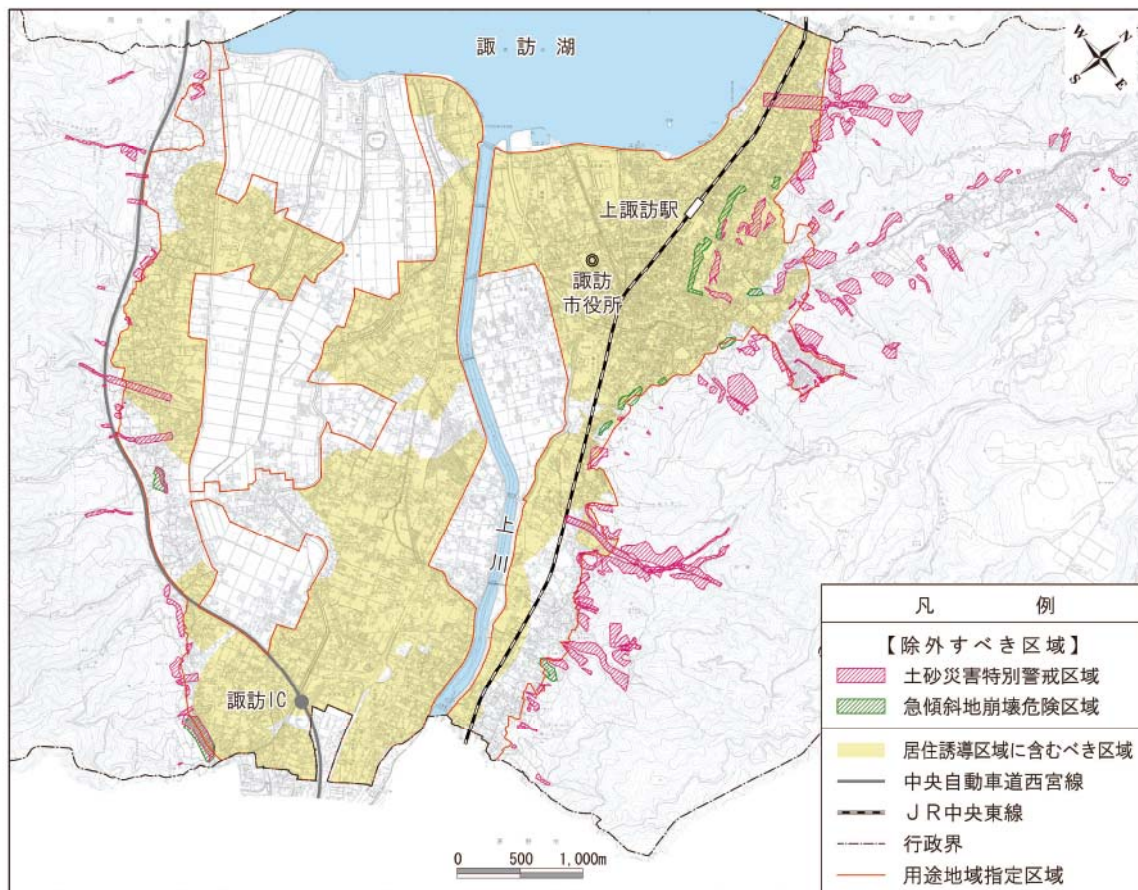 諏訪湖
N
W
S
E
上諏訪駅
諏訪
市役所
上川
諏訪IC
凡例
【除外すべき区域】
土砂災害特別警戒区域
急傾斜地崩壊危険区域
居住誘導区域に含むべき区域
中央自動車道西宮線
JR中央東線
行政界
用途地域指定区域
0 500 1,000m